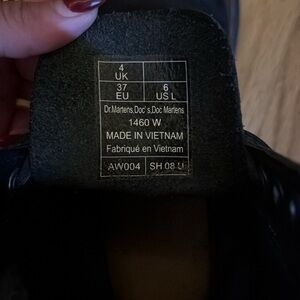 4
UK
37 6
EU US L
Dr.Martens.Doc's.Doc Martens
1460 W
MADE IN VIETNAM
Fabriqué en Vietnam
AW004 SH 08 U